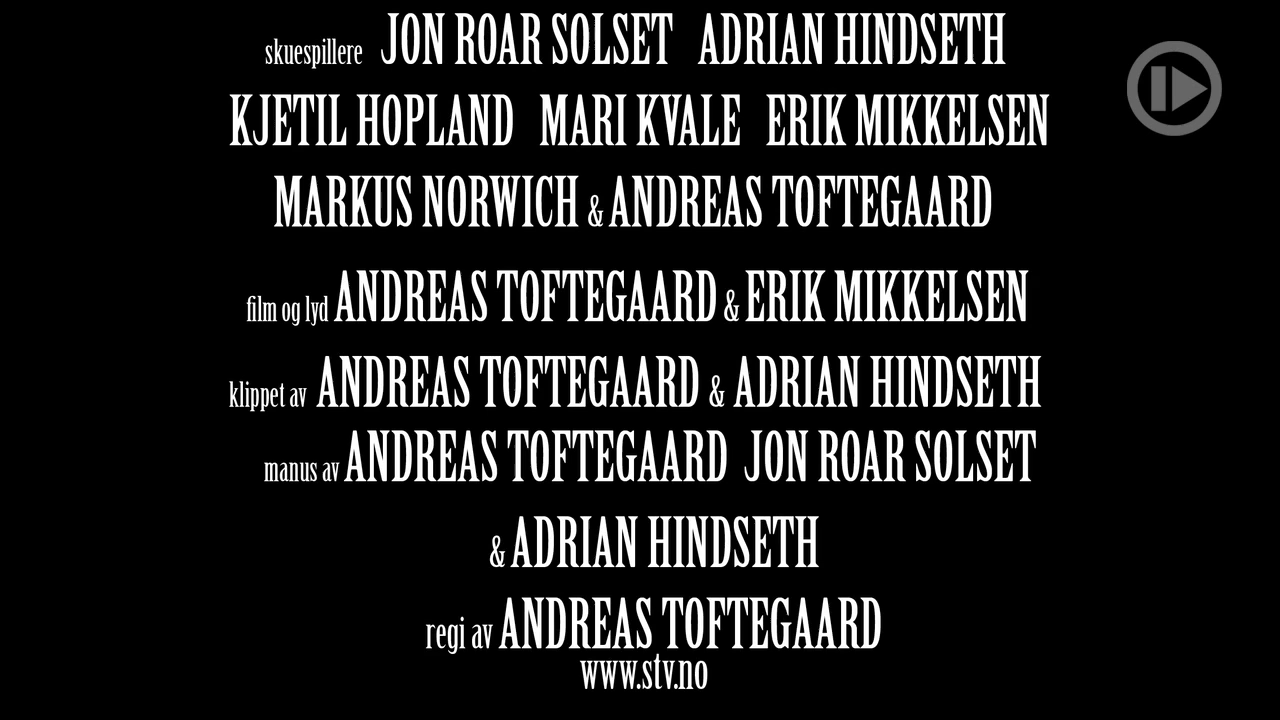 skuespillere JON ROAR SOLSET ADRIAN HINDSETH
KJETIL HOPLAND MARI KVALE ERIK MIKKELSEN
MARKUS NORWICH & ANDREAS TOFTEGAARD
film og lyd ANDREAS TOFTEGAARD & ERIK MIKKELSEN
klippet av ANDREAS TOFTEGAARD & ADRIAN HINDSETH
manus av ANDREAS TOFTEGAARD JON ROAR SOLSET
& ADRIAN HINDSETH
regi av ANDREAS TOFTEGAARD
www.stv.no